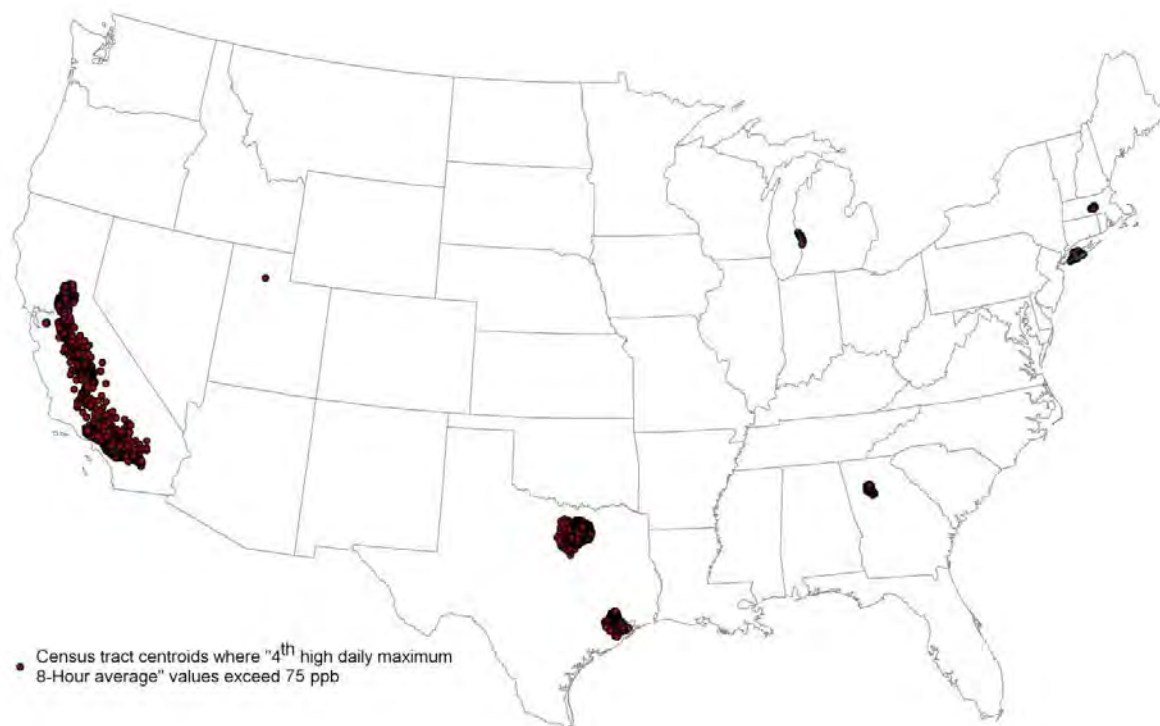 Census tract centroids where "4th high daily maximum
8-Hour average" values exceed 75 ppb